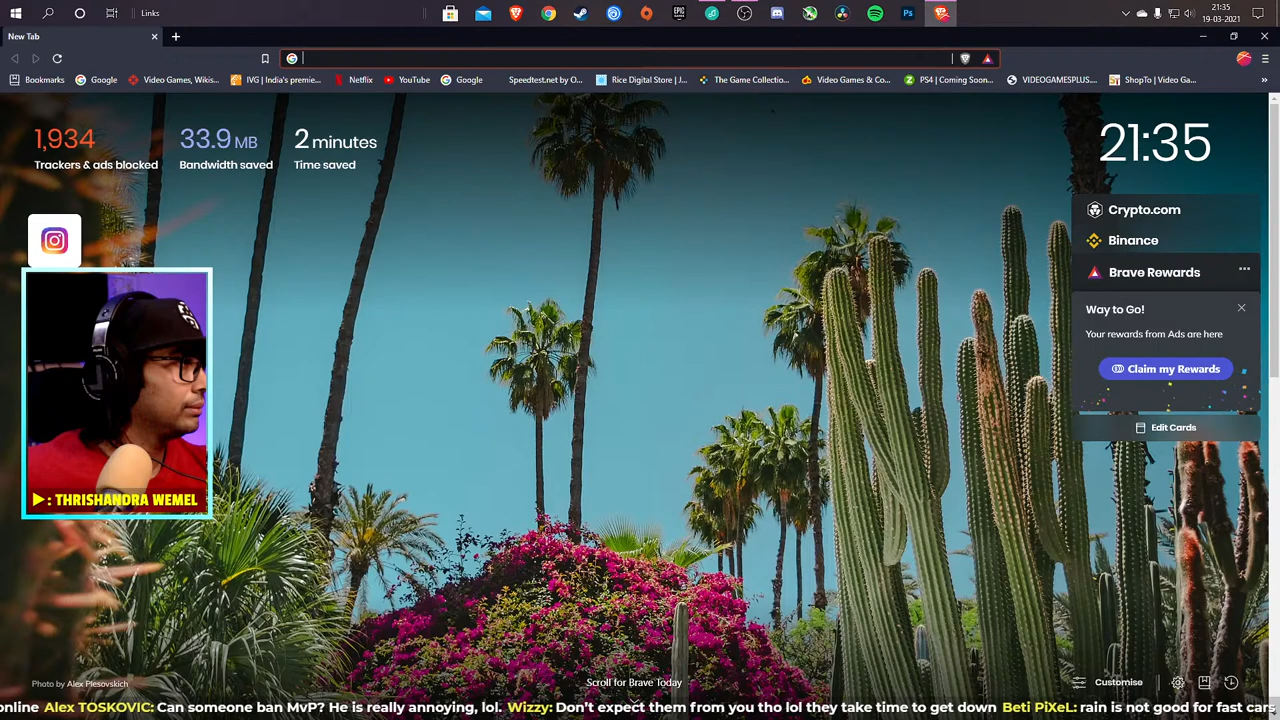 Links
21:35
19-03-2021
New Tab
Bookmarks
Google
Video Games, Wikis...
IVG | India's premie...
Netflix
YouTube
Google
Speedtest.net by O...
Rice Digital Store | J...
The Game Collectio...
Video Games & Co...
PS4 | Coming Soon...
VIDEOGAMESPLUS...
ShopTo | Video Ga...
1,934
Trackers & ads blocked
33.9 MB
Bandwidth saved
2 minutes
Time saved
21:35
Crypto.com
Binance
Brave Rewards
Way to Go!
Your rewards from Ads are here
Claim my Rewards
Edit Cards
: THRISHANDRA WEMEL
Photo by Alex Plesovskich
Scroll for Brave Today
Customise
online Alex TOSKOVIC: Can someone ban MvP? He is really annoying, lol. Wizzy: Don't expect them from you tho lol they take time to get down Beti PiXeL: rain is not good for fast cars